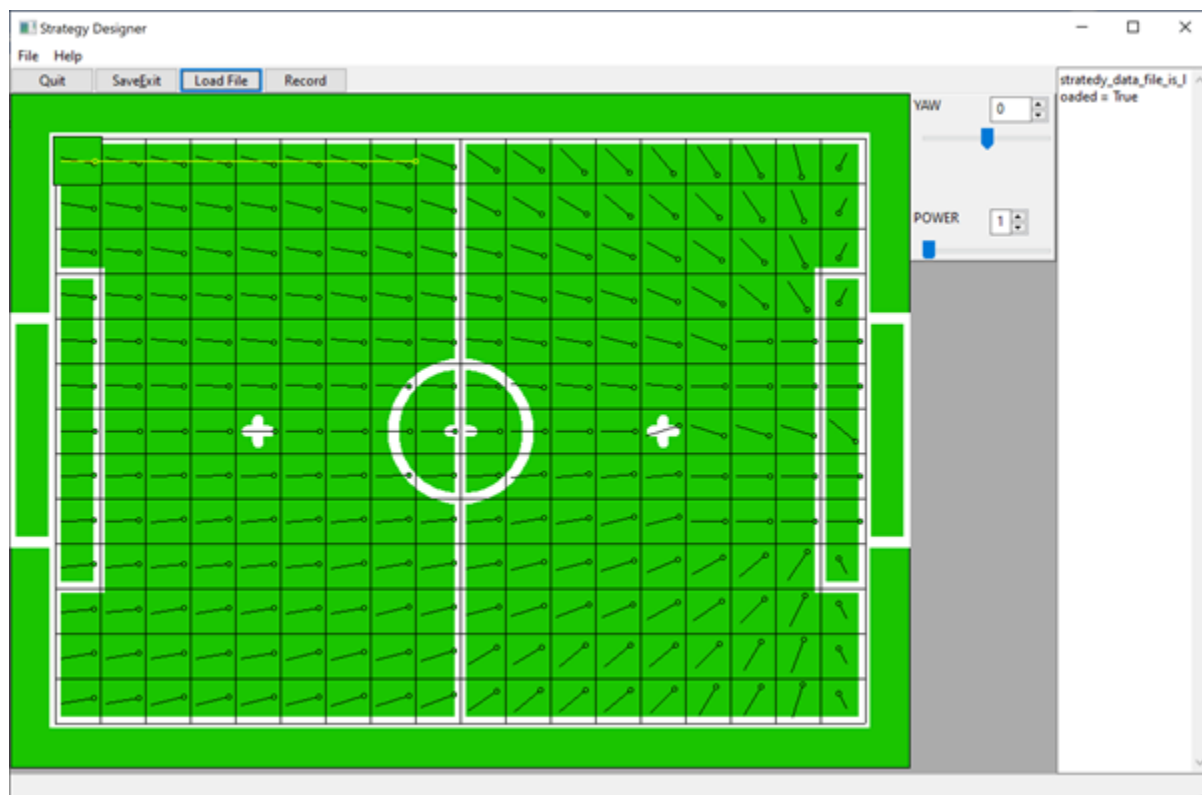 Strategy Designer
File Help
Quit SaveExit Load File Record
stratedy_data_file_is_l
oaded = True
YAW 0
POWER 1